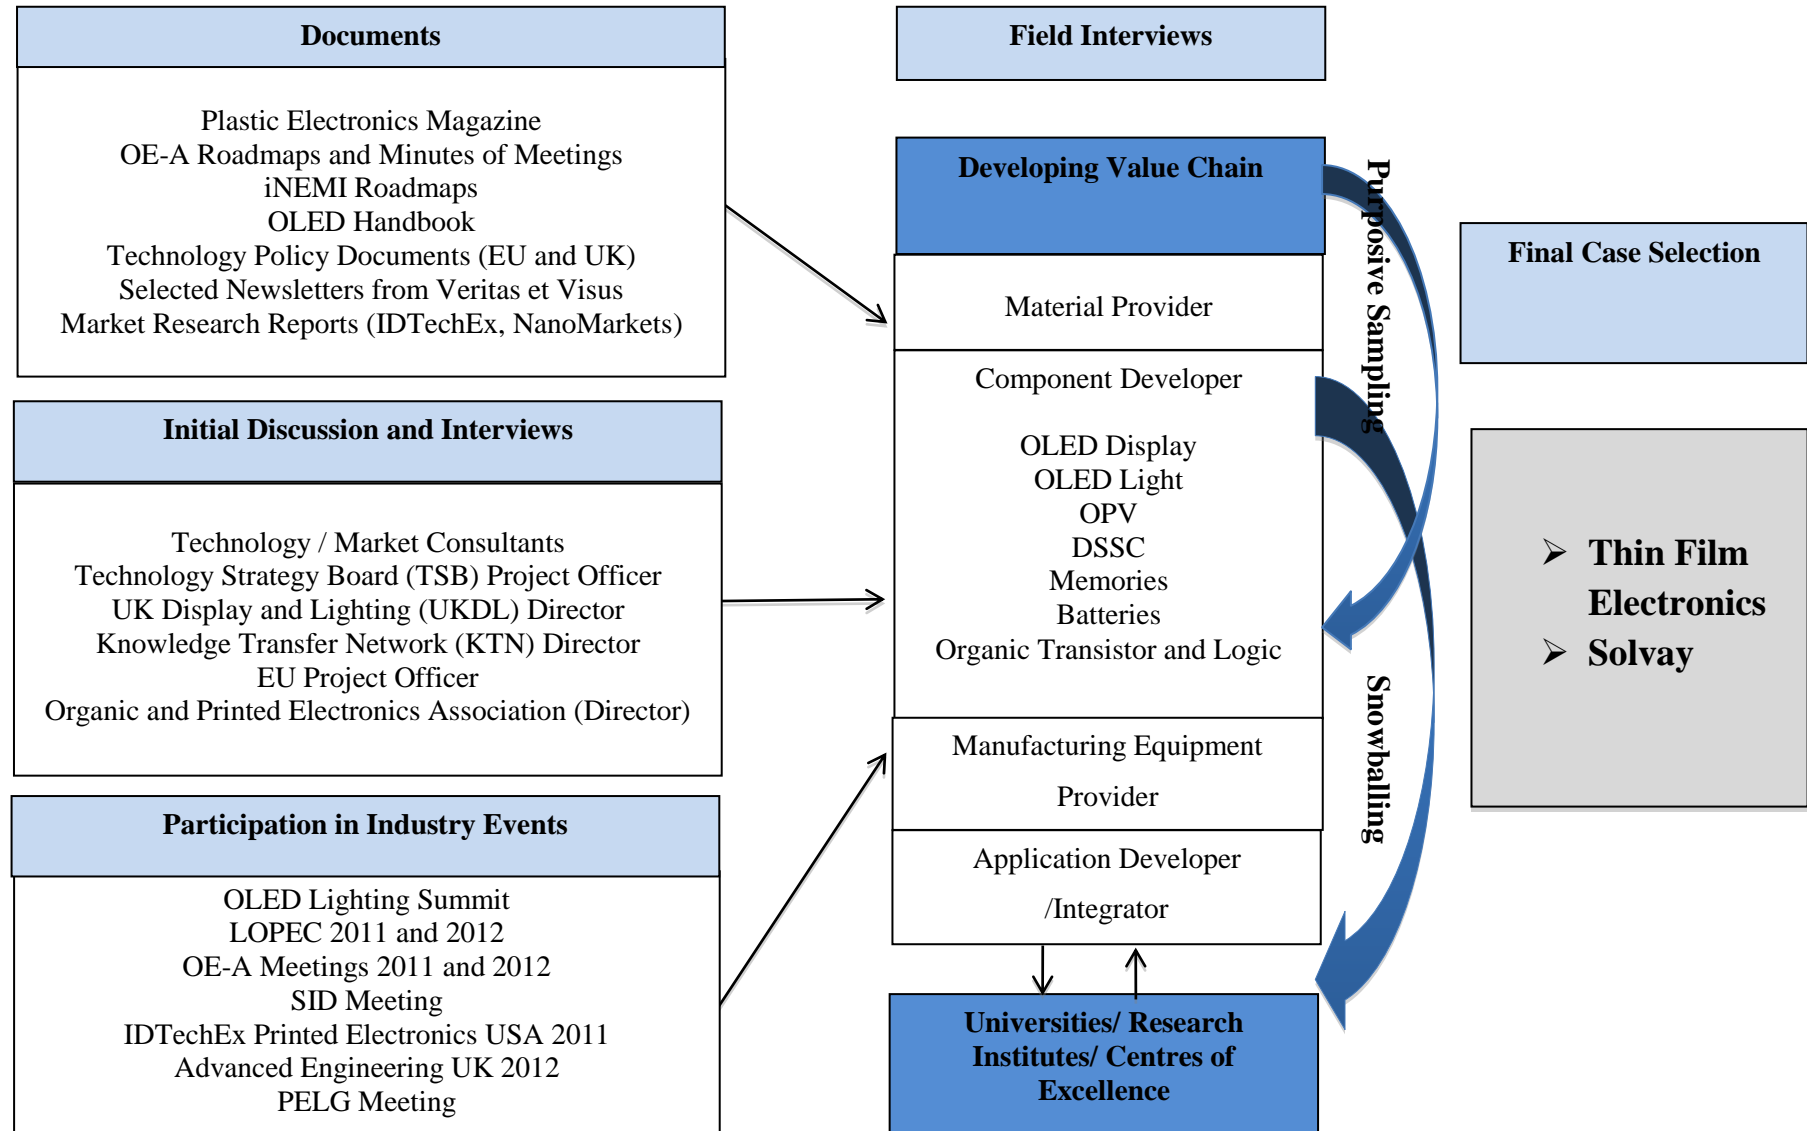 Documents
Plastic Electronics Magazine
OE-A Roadmaps and Minutes of Meetings
iNEMI Roadmaps
OLED Handbook
Technology Policy Documents (EU and UK)
Selected Newsletters from Veritas et Visus
Market Research Reports (IDTechEx, NanoMarkets)
Initial Discussion and Interviews
Technology / Market Consultants
Technology Strategy Board (TSB) Project Officer
UK Display and Lighting (UKDL) Director
Knowledge Transfer Network (KTN) Director
EU Project Officer
Organic and Printed Electronics Association (Director)
Participation in Industry Events
OLED Lighting Summit
LOPEC 2011 and 2012
OE-A Meetings 2011 and 2012
SID Meeting
IDTechEx Printed Electronics USA 2011
Advanced Engineering UK 2012
PELG Meeting
Field Interviews
Developing Value Chain
Material Provider
Component Developer
OLED Display
OLED Light
OPV
DSSC
Memories
Batteries
Organic Transistor and Logic
Manufacturing Equipment
Provider
Application Developer
/Integrator
Universities/ Research
Institutes/ Centres of
Excellence
Purposive Sampling
Snowballing
Final Case Selection
➢ Thin Film
Electronics
➢ Solvay